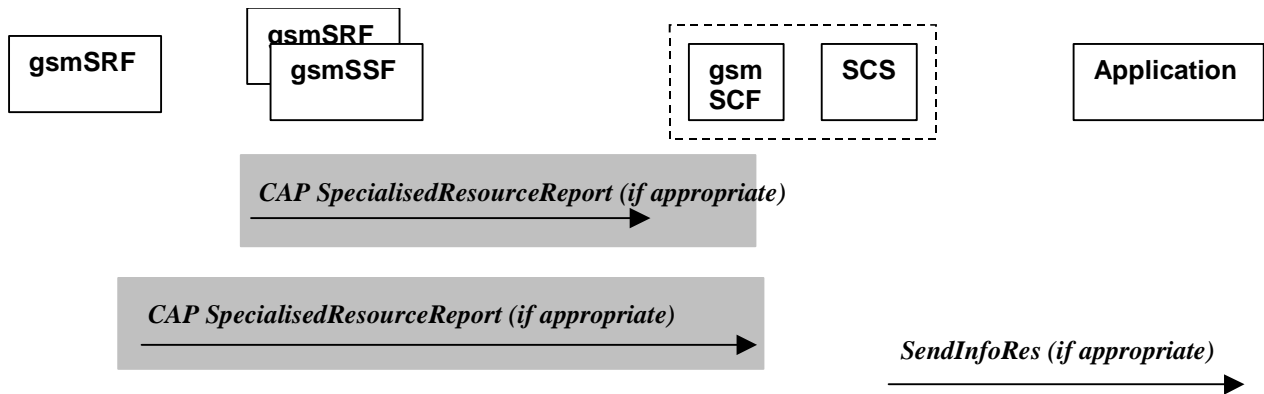 gsmSRF
gsmSRF
gsmSSF
gsm
SCF
SCS
Application
CAP SpecialisedResourceReport (if appropriate)
CAP SpecialisedResourceReport (if appropriate)
SendInfoRes (if appropriate)